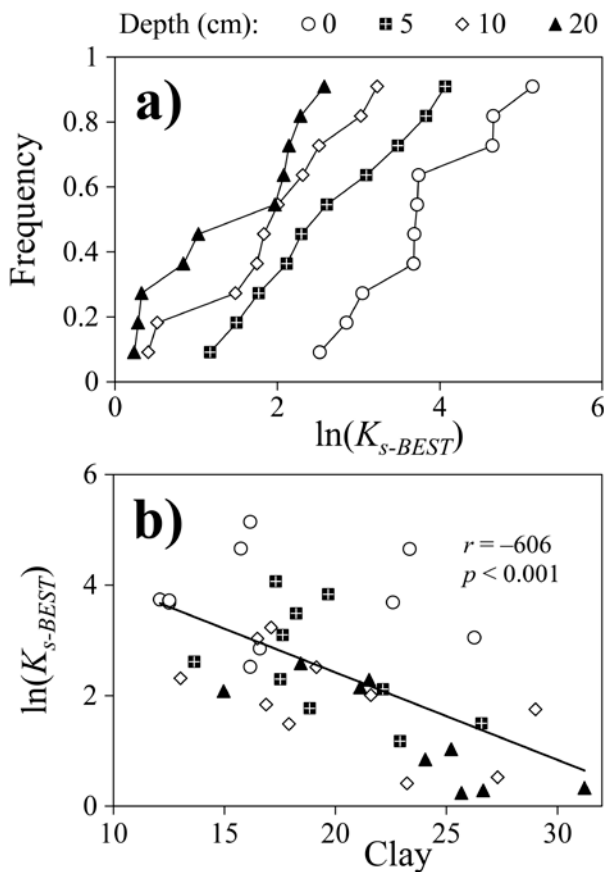 Depth (cm): 0 5 10 20
a)
Frequency
1
0.8
0.6
0.4
0.2
0
0 2 4 6
ln(Ks-BEST)
b)
r = –606
p < 0.001
ln(Ks-BEST)
6
4
2
0
10 15 20 25 30
Clay